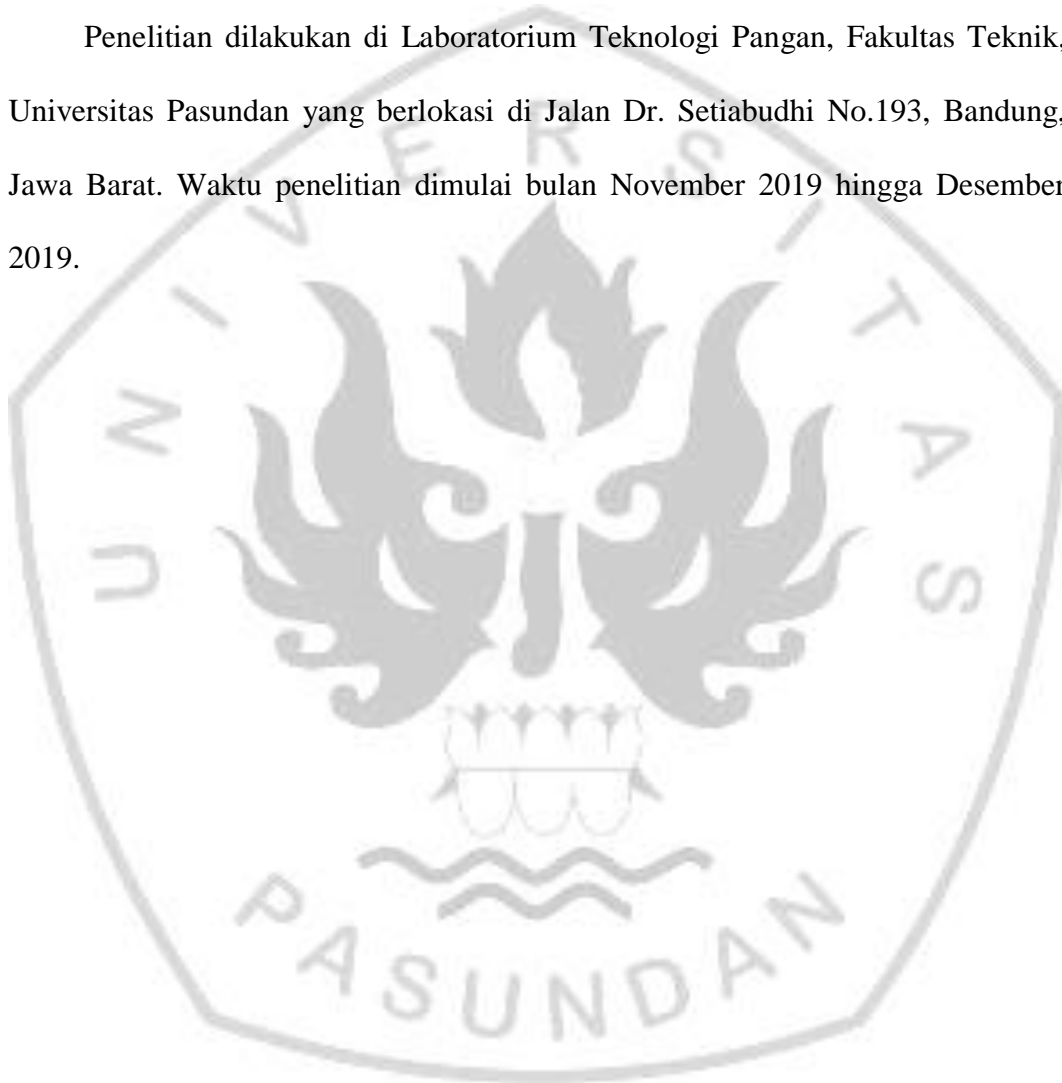 Penelitian dilakukan di Laboratorium Teknologi Pangan, Fakultas Teknik,
Universitas Pasundan yang berlokasi di Jalan Dr. Setiabudhi No.193, Bandung,
Jawa Barat. Waktu penelitian dimulai bulan November 2019 hingga Desember
2019.
UNIVERSITAS
PASUNDAN